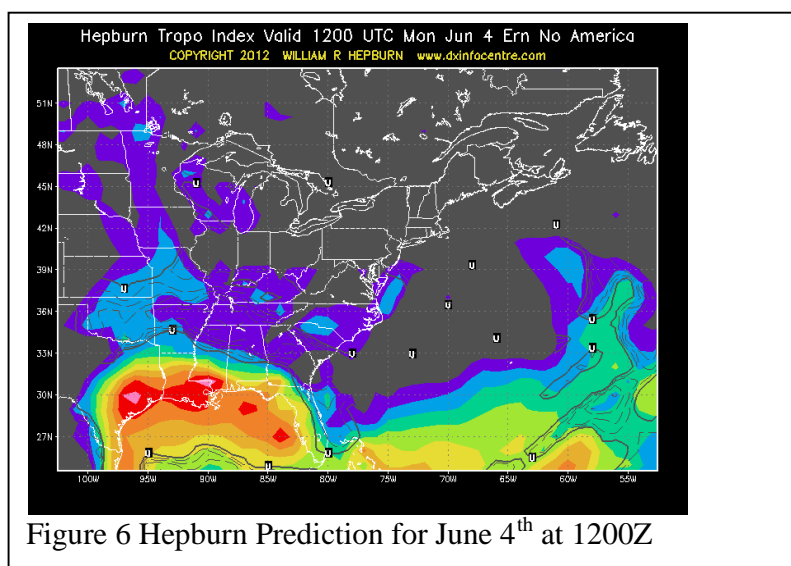 Hepburn Tropo Index Valid 1200 UTC Mon Jun 4 Ern No America
COPYRIGHT 2012 WILLIAM R HEPBURN www.dxinfocentre.com
51N
48N
U
U
45N
42N
U
39N
U
U
36N
U
U
U
U
33N
U
U
U
30N
27N
U
U
U
U
100W 95W 90W 85W 80W 75W 70W 65W 60W 55W
Figure 6 Hepburn Prediction for June 4th at 1200Z